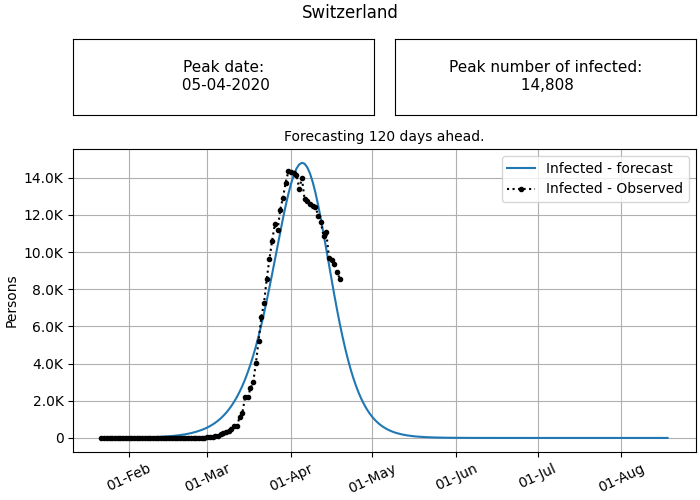 Switzerland
Peak date:
05-04-2020
Peak number of infected:
14,808
Forecasting 120 days ahead.
Infected - forecast
Infected - Observed
Persons
14.0K
12.0K
10.0K
8.0K
6.0K
4.0K
2.0K
0
01-Feb
01-Mar
01-Apr
01-May
01-Jun
01-Jul
01-Aug